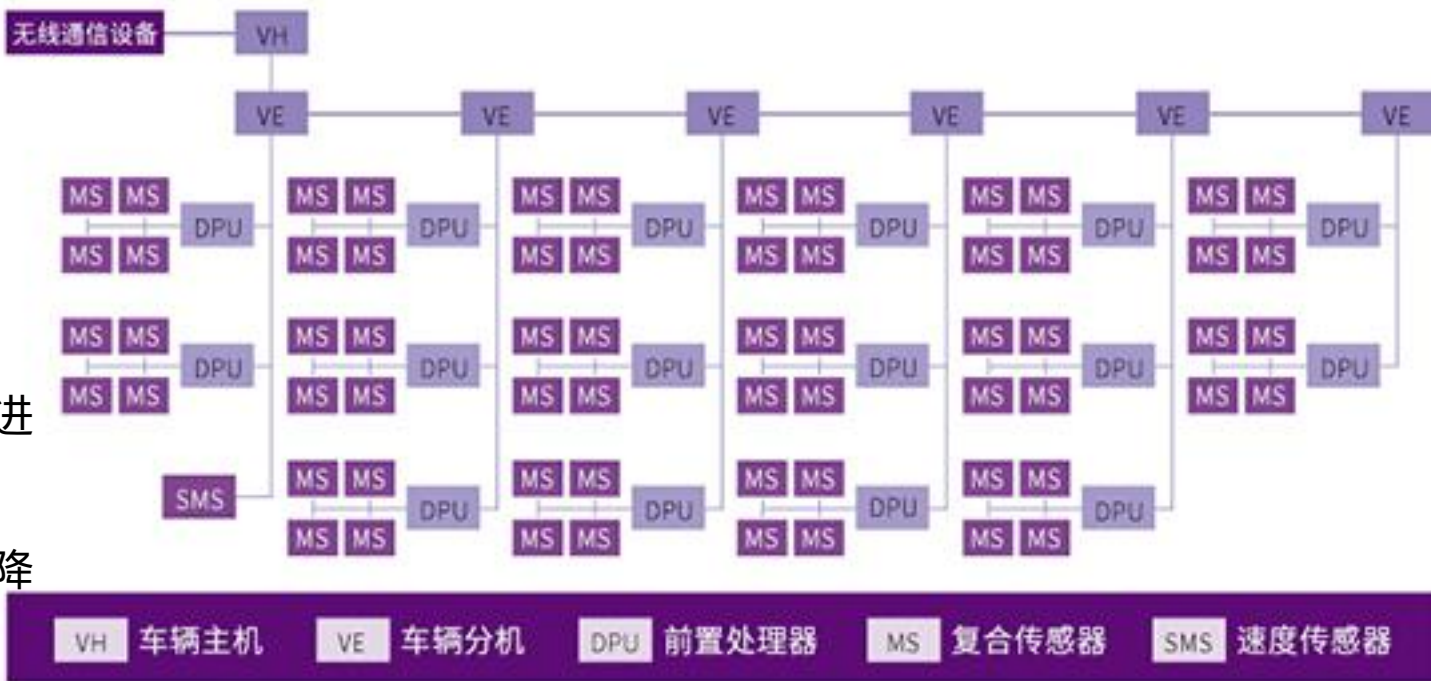 无线通信设备 VH
VE VE VE VE VE VE
MS MS MS MS MS MS MS MS MS MS MS MS
DPU DPU DPU DPU DPU DPU
MS MS MS MS MS MS MS MS MS MS MS MS
MS MS MS MS MS MS MS MS MS MS MS MS
DPU DPU DPU DPU DPU DPU
MS MS MS MS MS MS MS MS MS MS MS MS
进
MS MS MS MS MS MS MS MS
SMS DPU DPU DPU DPU
MS MS MS MS MS MS MS MS
降
VH 车辆主机 VE 车辆分机 DPU 前置处理器 MS 复合传感器 SMS 速度传感器